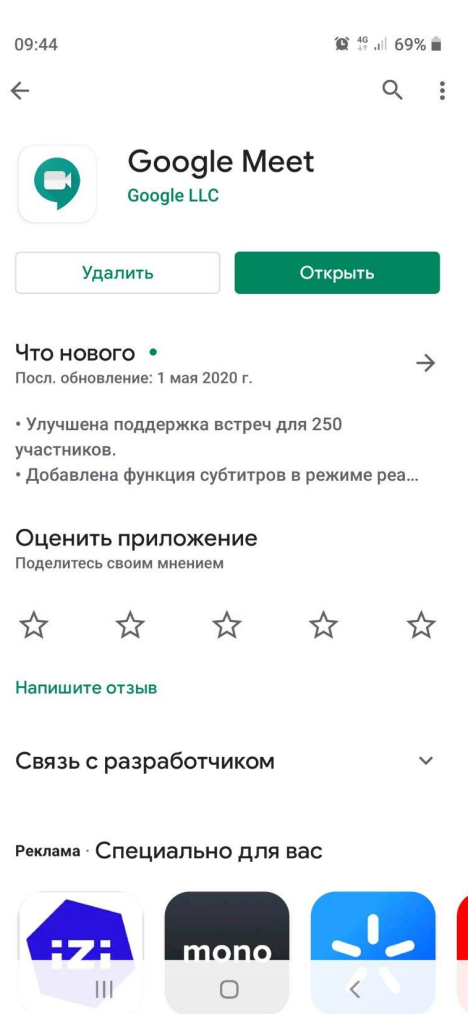 09:44
4G
69%
Google Meet
Google LLC
Удалить
Открыть
Что нового
Посл. обновление: 1 мая 2020 г.
• Улучшена поддержка встреч для 250
участников.
• Добавлена функция субтитров в режиме реа...
Оценить приложение
Поделитесь своим мнением
Напишите отзыв
Связь с разработчиком
Реклама · Специально для вас
izi
mono